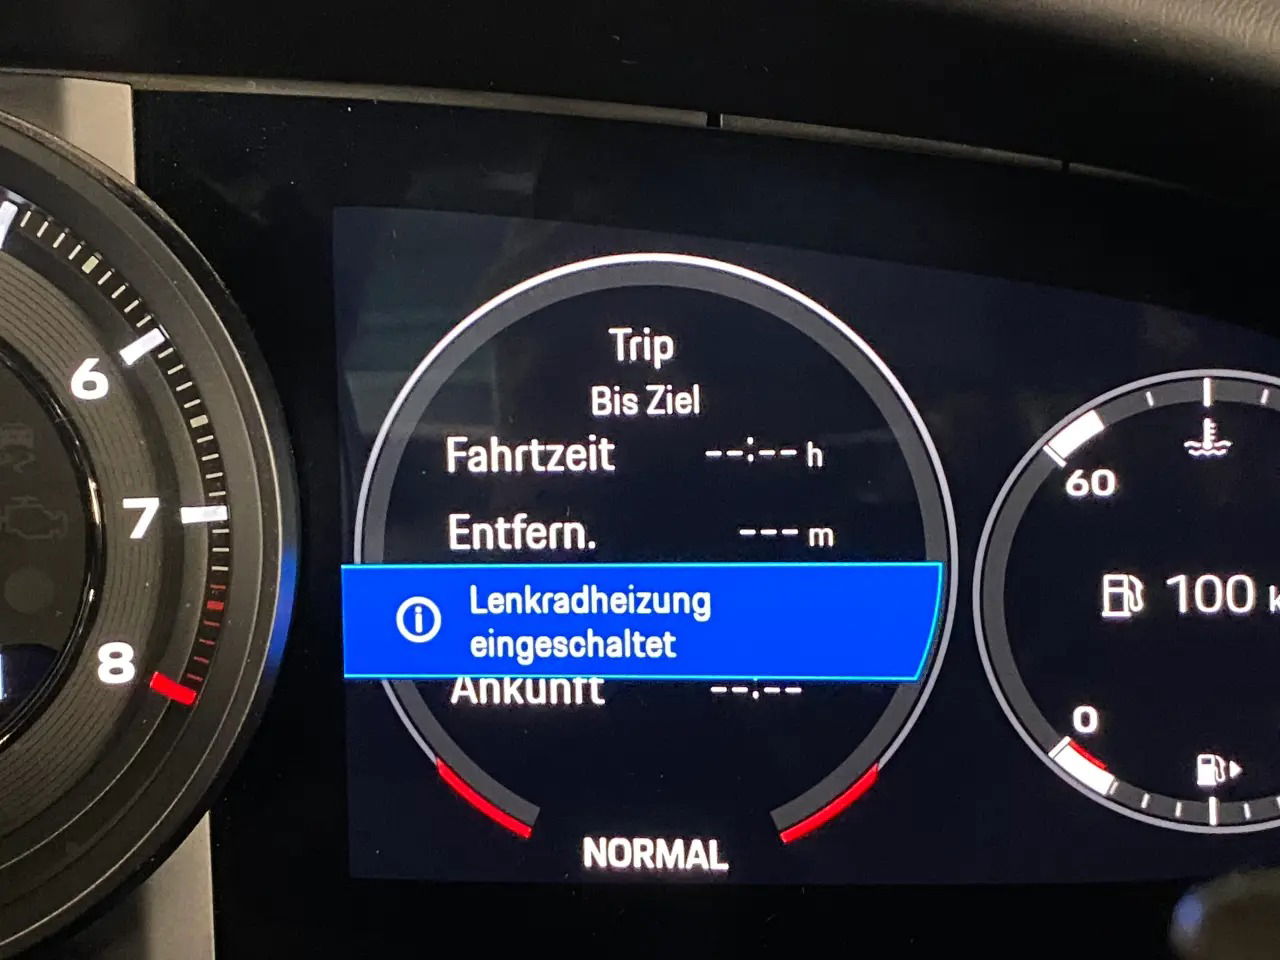 6
7
8
Trip
Bis Ziel
Fahrtzeit --:-- h
Entfern. --- m
Lenkradheizung
eingeschaltet
Ankunft --:--
NORMAL
60
100
0